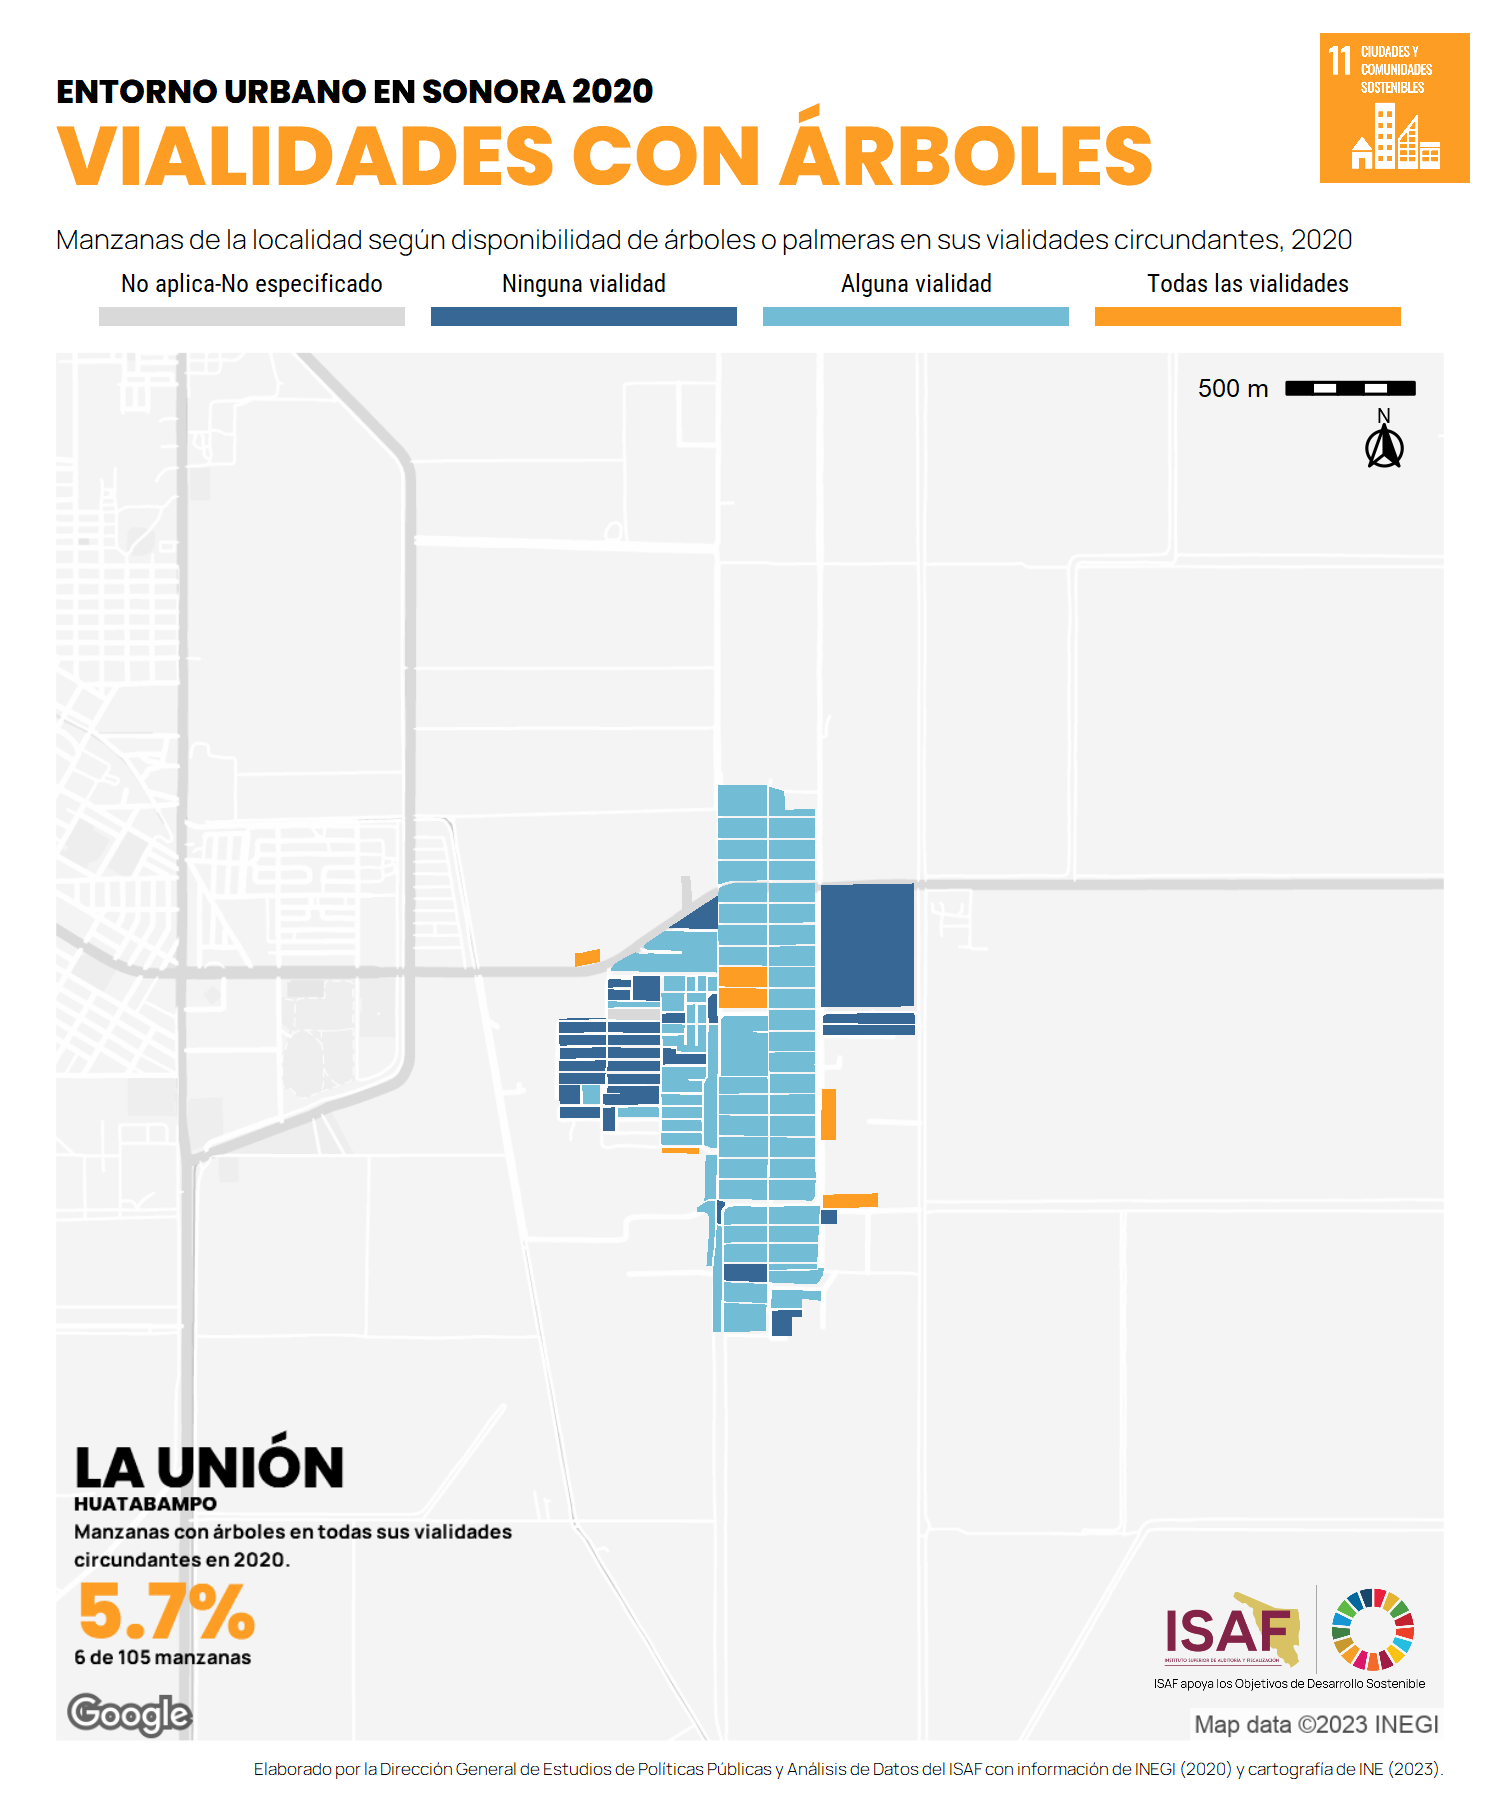 ENTORNO URBANO EN SONORA 2020
VIALIDADES CON ÁRBOLES
11 CIUDADES Y
COMUNIDADES
SOSTENIBLES
Manzanas de la localidad según disponibilidad de árboles o palmeras en sus vialidades circundantes, 2020
No aplica-No especificado Ninguna vialidad Alguna vialidad Todas las vialidades
500 m
N
LA UNIÓN
HUATABAMPO
Manzanas con árboles en todas sus vialidades
circundantes en 2020.
5.7%
6 de 105 manzanas
Google
ISAF
INSTITUTO SUPERIOR DE AUDITORÍA Y FISCALIZACIÓN
ISAF apoya los Objetivos de Desarrollo Sostenible
Map data ©2023 INEGI
Elaborado por la Dirección General de Estudios de Políticas Públicas y Análisis de Datos del ISAF con información de INEGI (2020) y cartografía de INE (2023).